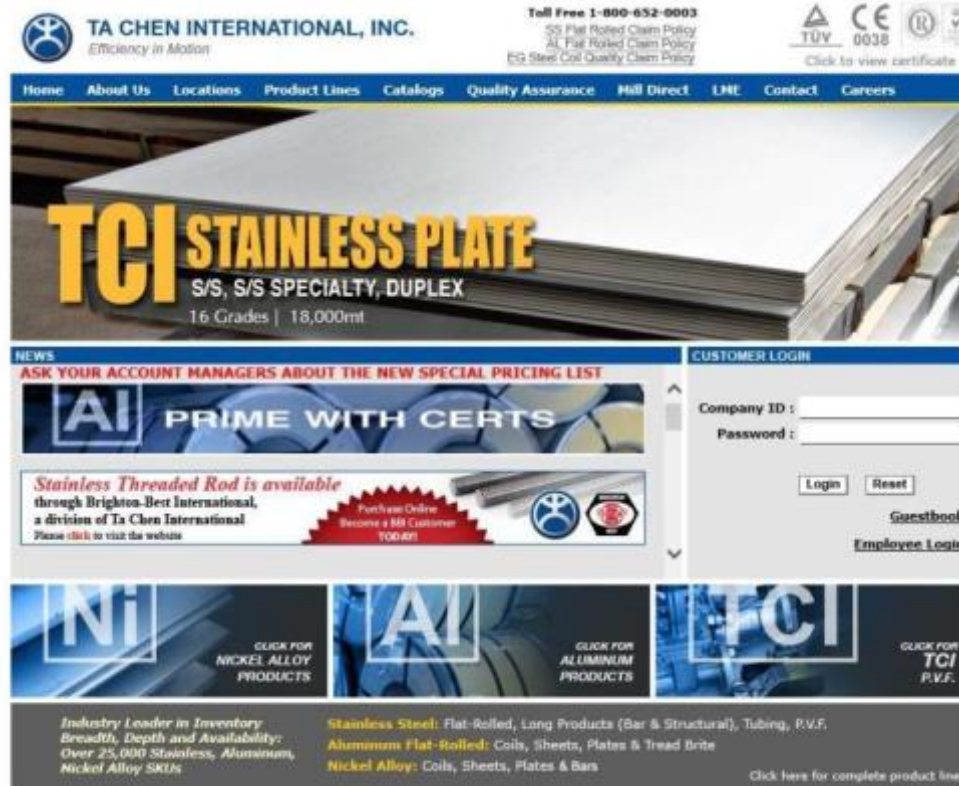 TA CHEN INTERNATIONAL, INC.
Efficiency in Motion
Toll Free 1-800-652-0003
SS Flat Rolled Claim Policy
AL Flat Rolled Claim Policy
EG Steel Coil Quality Claim Policy
TÜV
CE
0038
®
Click to view certificate
Home About Us Locations Product Lines Catalogs Quality Assurance Mill Direct LME Contact Careers
TCI STAINLESS PLATE
S/S, S/S SPECIALTY, DUPLEX
16 Grades | 18,000mt
NEWS
ASK YOUR ACCOUNT MANAGERS ABOUT THE NEW SPECIAL PRICING LIST
Al PRIME WITH CERTS
Stainless Threaded Rod is available
through Brighton-Best International,
a division of Ta Chen International
Please click to visit the website
Purchase Online
Become a BBI Customer
TODAY!
CUSTOMER LOGIN
Company ID :
Password :
Login Reset
Guestbook
Employee Login
Ni
CLICK FOR
NICKEL ALLOY
PRODUCTS
Al
CLICK FOR
ALUMINUM
PRODUCTS
TCI
CLICK FOR
TCI
P.V.F.
Industry Leader in Inventory
Breadth, Depth and Availability:
Over 25,000 Stainless, Aluminum,
Nickel Alloy SKUs
Stainless Steel: Flat-Rolled, Long Products (Bar & Structural), Tubing, P.V.F.
Aluminum Flat-Rolled: Coils, Sheets, Plates & Tread Brite
Nickel Alloy: Coils, Sheets, Plates & Bars
Click here for complete product line